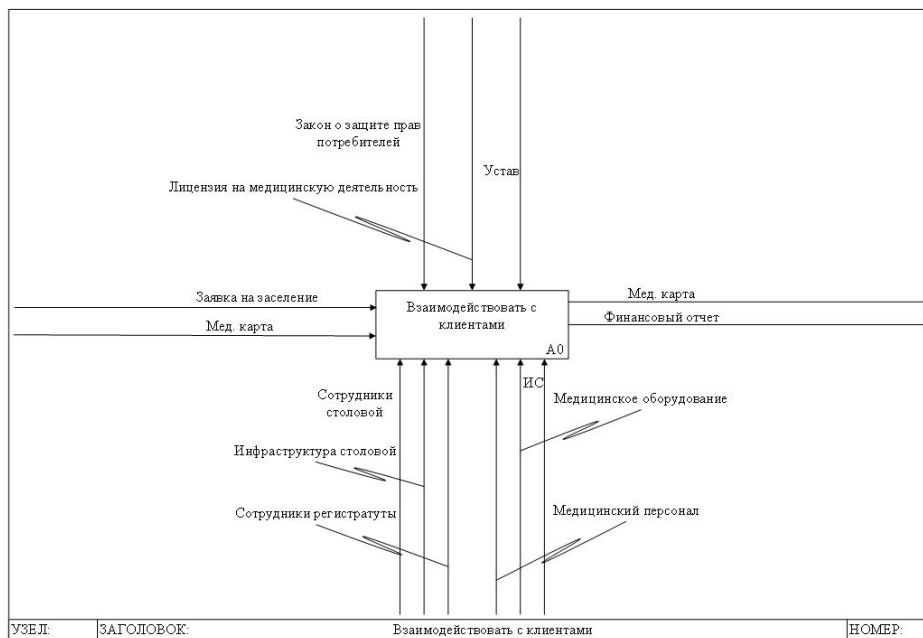 Закон о защите прав
потребителей
Устав
Лицензия на медицинскую деятельность
Заявка на заселение
Мед. карта
Взаимодействовать с
клиентами
A0
Мед. карта
Финансовый отчет
Сотрудники
столовой
ИС
Медицинское оборудование
Инфраструктура столовой
Сотрудники регистратуты
Медицинский персонал
УЗЕЛ:
ЗАГОЛОВОК:
Взаимодействовать с клиентами
НОМЕР: